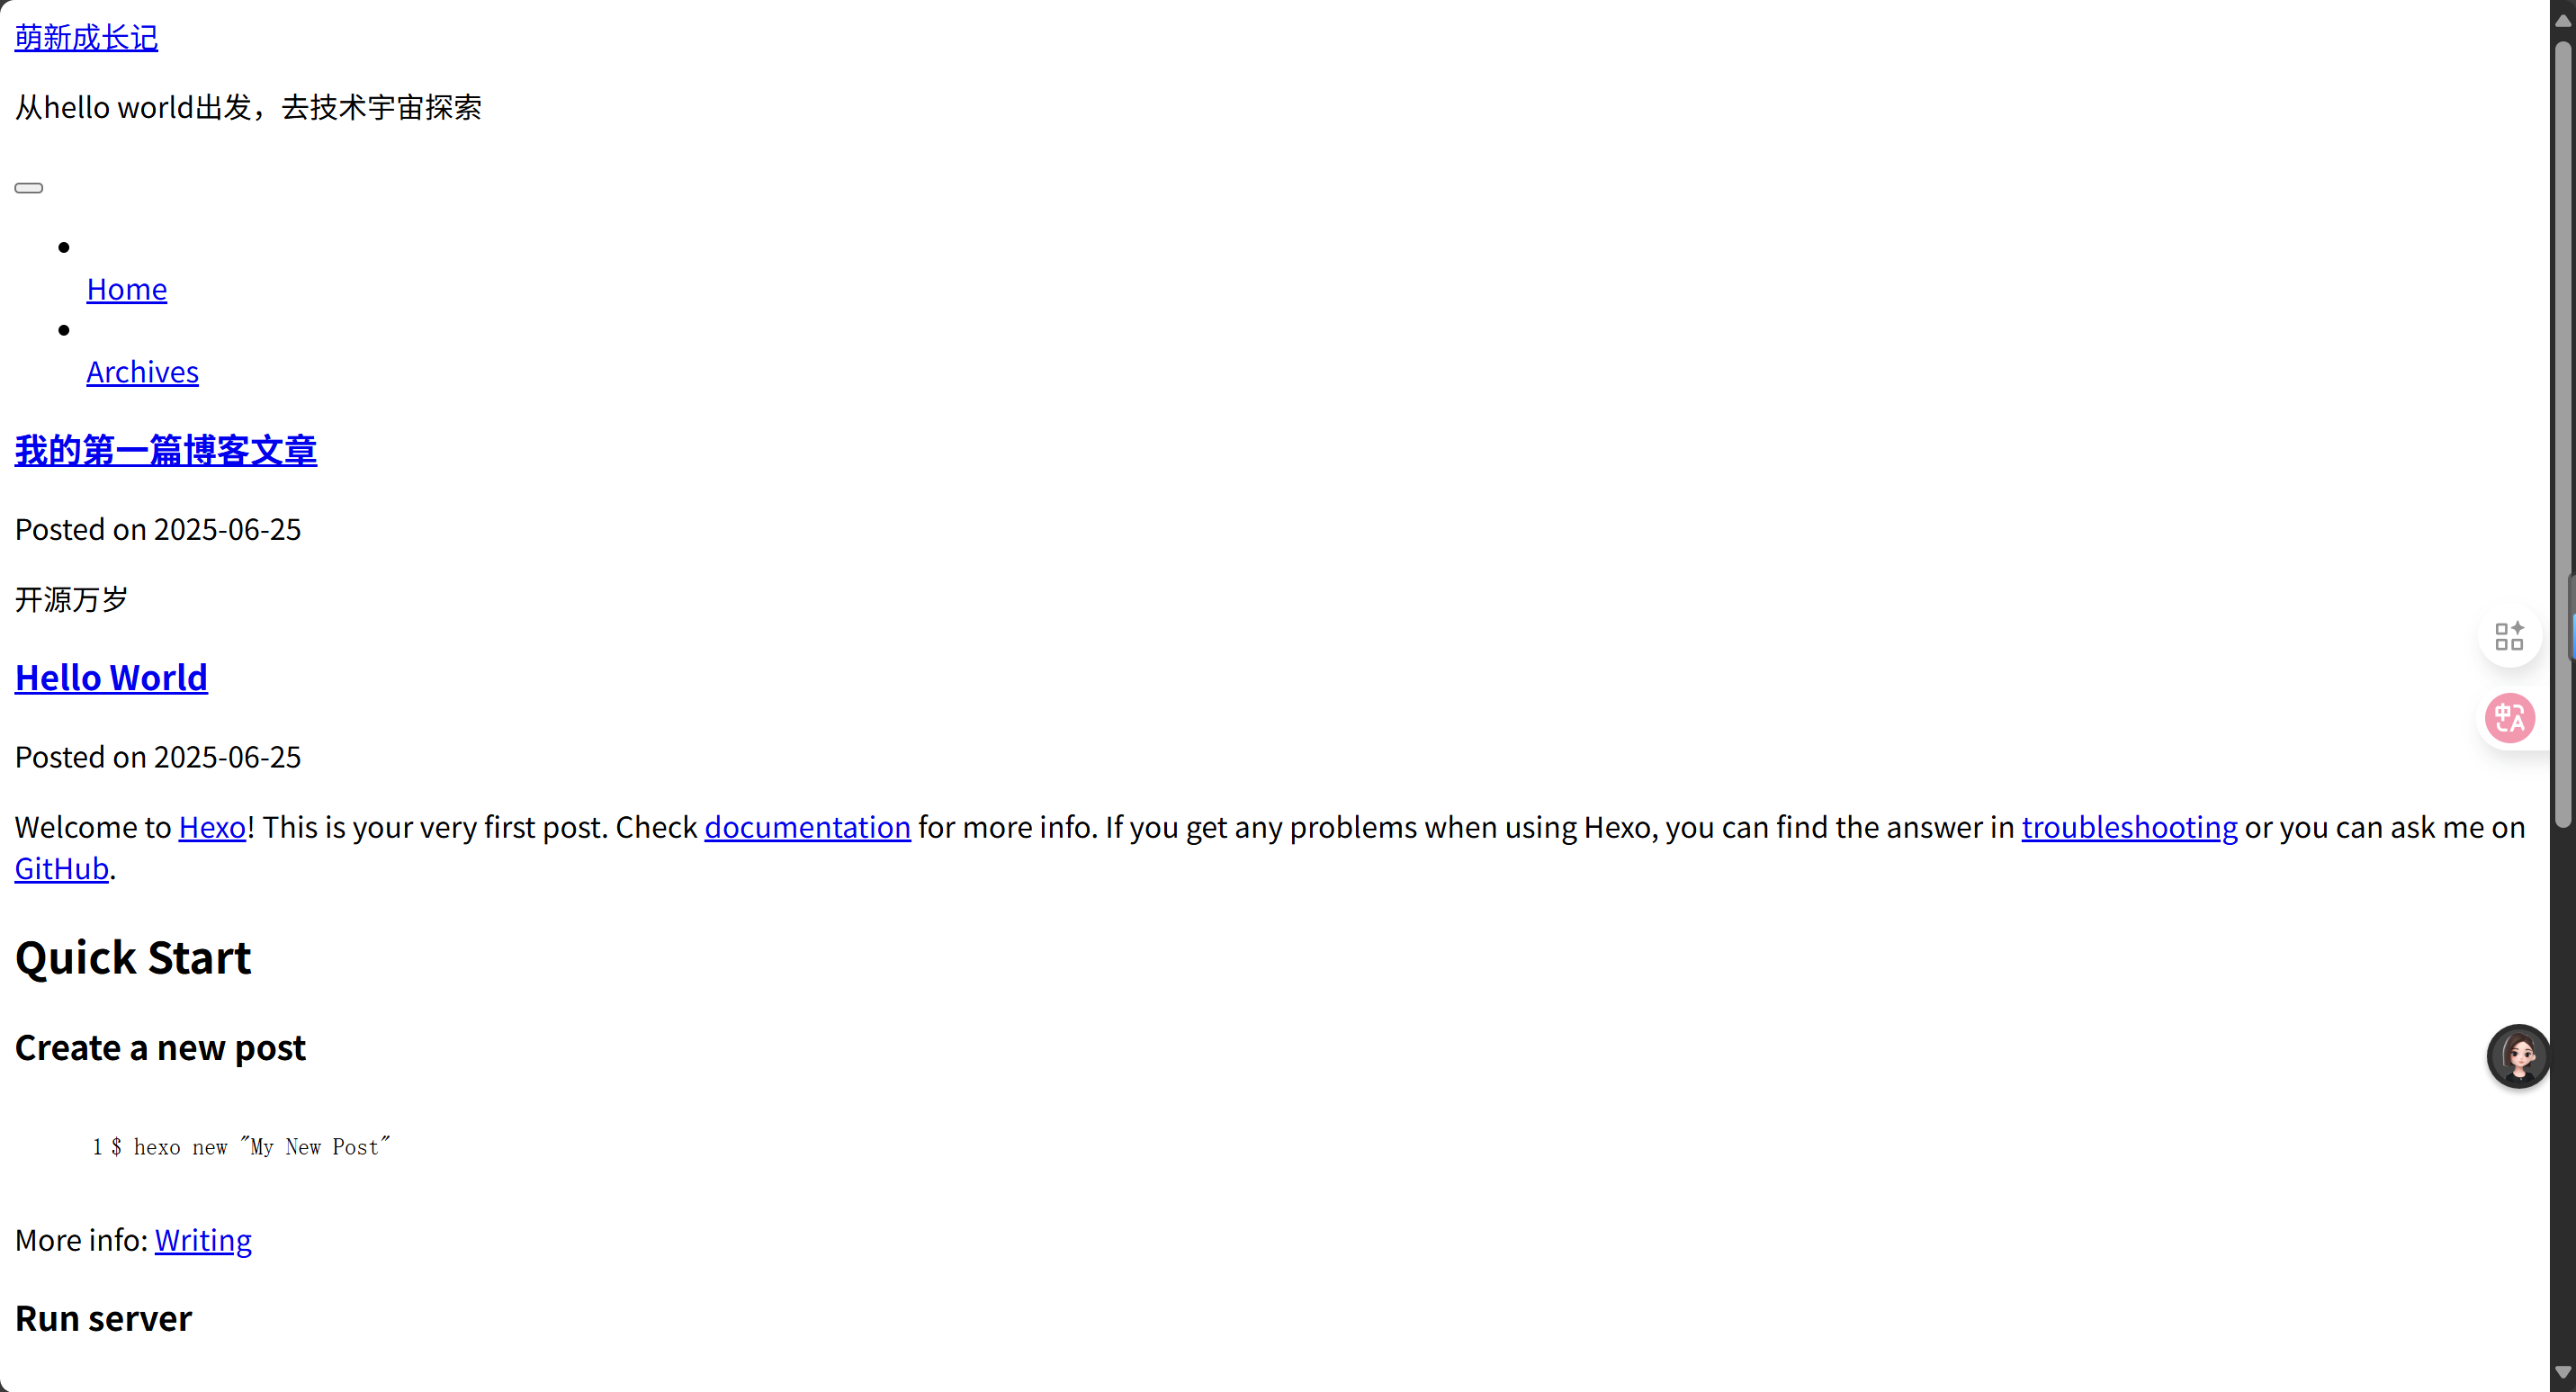 萌新成长记
从hello world出发，去技术宇宙探索
Home
Archives
我的第一篇博客文章
Posted on 2025-06-25
开源万岁
Hello World
Posted on 2025-06-25
Welcome to Hexo! This is your very first post. Check documentation for more info. If you get any problems when using Hexo, you can find the answer in troubleshooting or you can ask me on
GitHub.
Quick Start
Create a new post
1 $ hexo new "My New Post"
More info: Writing
Run server
中A